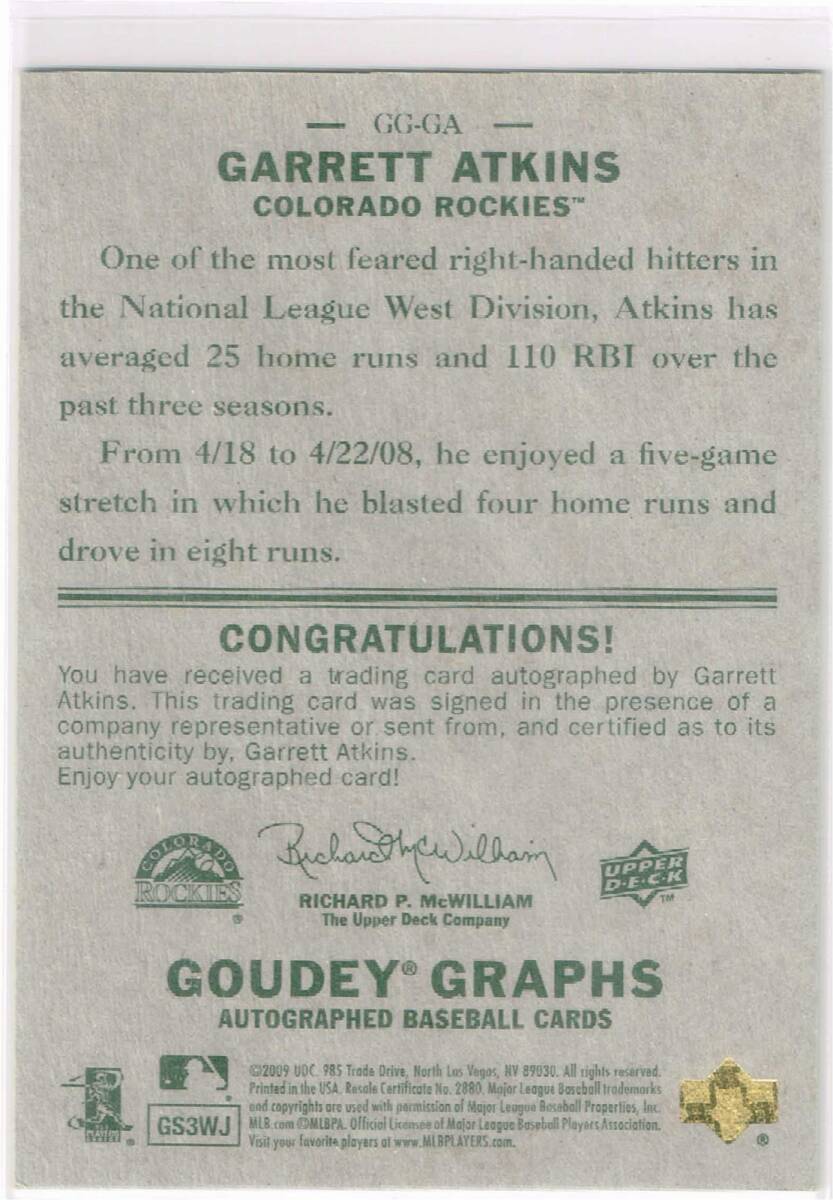 GG-GA
GARRETT ATKINS
COLORADO ROCKIES™
One of the most feared right-handed hitters in
the National League West Division, Atkins has
averaged 25 home runs and 110 RBI over the
past three seasons.
From 4/18 to 4/22/08, he enjoyed a five-game
stretch in which he blasted four home runs and
drove in eight runs.
CONGRATULATIONS!
You have received a trading card autographed by Garrett
Atkins. This trading card was signed in the presence of a
company representative or sent from, and certified as to its
authenticity by, Garrett Atkins.
Enjoy your autographed card!
COLORADO
ROCKIES
®
Richard McWilliam
UPPER
D·E·C·K
™
RICHARD P. McWILLIAM
The Upper Deck Company
GOUDEY® GRAPHS
AUTOGRAPHED BASEBALL CARDS
©2009 UDC. 985 Trade Drive, North Las Vegas, NV 89030. All rights reserved.
Printed in the USA. Resale Certificate No. 2880. Major League Baseball trademarks
and copyrights are used with permission of Major League Baseball Properties, Inc.
MLB.com ©MLBPA. Official Licensee of Major League Baseball Players Association.
Visit your favorite players at www.MLBPLAYERS.com.
GS3WJ